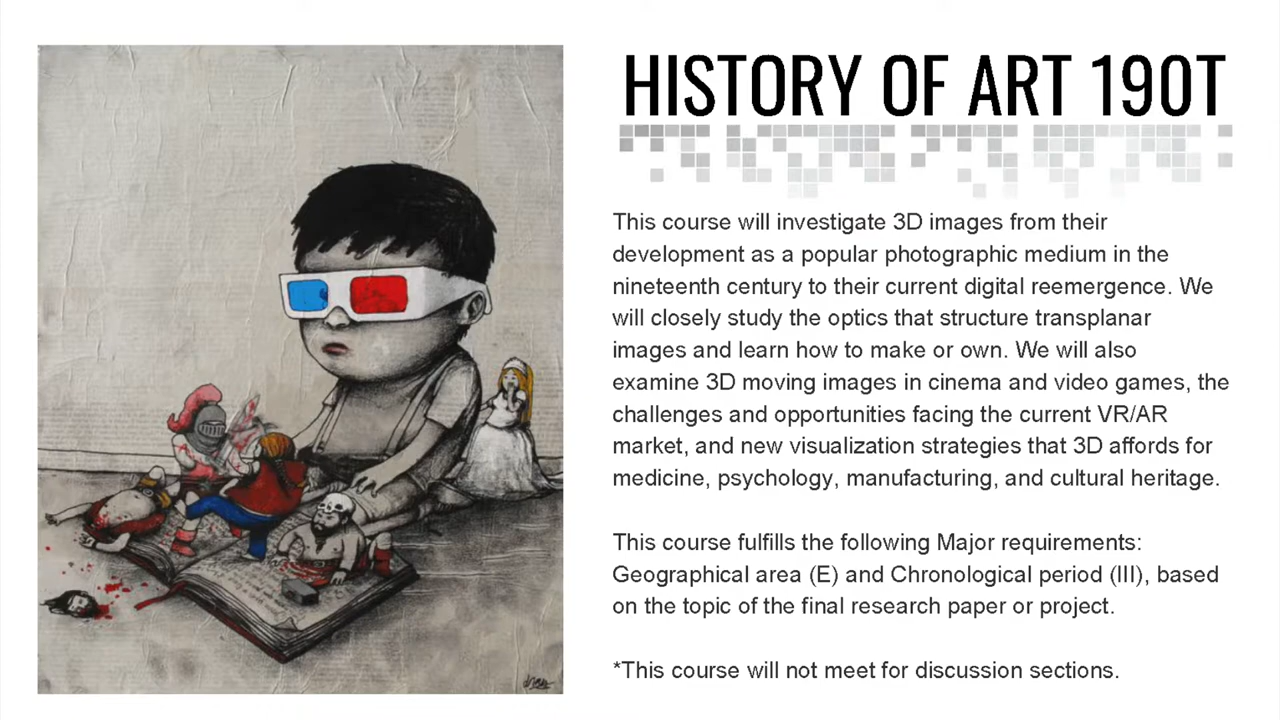 HISTORY OF ART 190T
This course will investigate 3D images from their
development as a popular photographic medium in the
nineteenth century to their current digital reemergence. We
will closely study the optics that structure transplanar
images and learn how to make or own. We will also
examine 3D moving images in cinema and video games, the
challenges and opportunities facing the current VR/AR
market, and new visualization strategies that 3D affords for
medicine, psychology, manufacturing, and cultural heritage.
This course fulfills the following Major requirements:
Geographical area (E) and Chronological period (III), based
on the topic of the final research paper or project.
*This course will not meet for discussion sections.